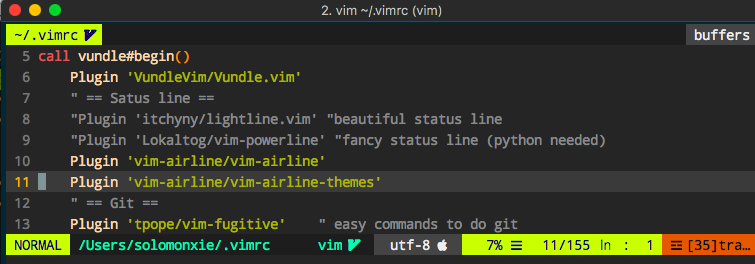 2. vim ~/.vimrc (vim)
~/.vimrc buffers
5 call vundle#begin()
6 Plugin 'VundleVim/Vundle.vim'
7 " == Satus line ==
8 "Plugin 'itchyny/lightline.vim' "beautiful status line
9 "Plugin 'Lokaltog/vim-powerline' "fancy status line (python needed)
10 Plugin 'vim-airline/vim-airline'
11 Plugin 'vim-airline/vim-airline-themes'
12 " == Git ==
13 Plugin 'tpope/vim-fugitive' " easy commands to do git
NORMAL /Users/solomonxie/.vimrc vim utf-8 7% ☰ 11/155 ln : 1 ☲ [35]tra…